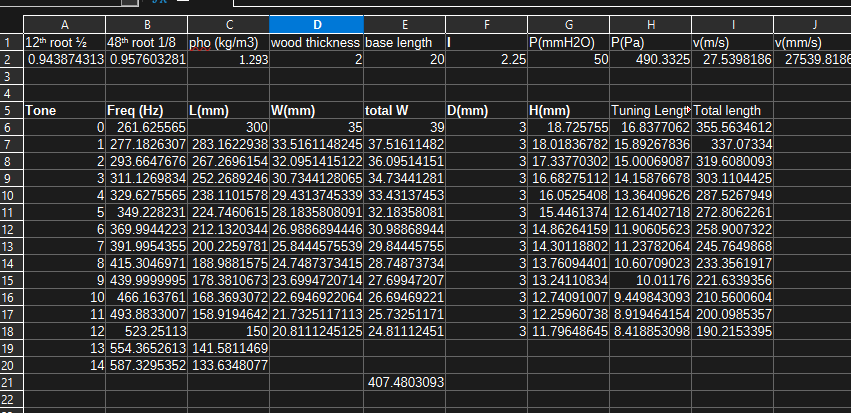 A B C D E F G H I J
1 12th root ½ 48th root 1/8 pho (kg/m3) wood thickness base length I P(mmH2O) P(Pa) v(m/s) v(mm/s)
2 0.943874313 0.957603281 1.293 2 20 2.25 50 490.3325 27.5398186 27539.8186
3
4
5 Tone Freq (Hz) L(mm) W(mm) total W D(mm) H(mm) Tuning Length Total length
6 0 261.625565 300 35 39 3 18.725755 16.8377062 355.5634612
7 1 277.1826307 283.1622938 33.5161148245 37.51611482 3 18.01836782 15.89267836 337.07334
8 2 293.6647676 267.2696154 32.0951415122 36.09514151 3 17.33770302 15.00069087 319.6080093
9 3 311.1269834 252.2689246 30.7344128065 34.73441281 3 16.68275112 14.15876678 303.1104425
10 4 329.6275565 238.1101578 29.4313745339 33.43137453 3 16.0525408 13.36409626 287.5267949
11 5 349.228231 224.7460615 28.1835808091 32.18358081 3 15.4461374 12.61402718 272.8062261
12 6 369.9944223 212.1320344 26.9886894446 30.98868944 3 14.86264159 11.90605623 258.9007322
13 7 391.9954355 200.2259781 25.8444575539 29.84445755 3 14.30118802 11.23782064 245.7649868
14 8 415.3046971 188.9881575 24.7487373415 28.74873734 3 13.76094401 10.60709023 233.3561917
15 9 439.9999995 178.3810673 23.6994720714 27.69947207 3 13.24110834 10.01176 221.6339356
16 10 466.163761 168.3693072 22.6946922064 26.69469221 3 12.74091007 9.449843093 210.5600604
17 11 493.8833007 158.9194642 21.7325117113 25.73251171 3 12.25960738 8.919464154 200.0985357
18 12 523.25113 150 20.8111245125 24.81112451 3 11.79648645 8.418853098 190.2153395
19 13 554.3652613 141.5811469
20 14 587.3295352 133.6348077
21 407.4803093
22